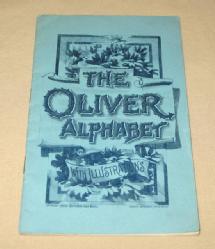 THE
OLIVER
ALPHABET
WITH ILLUSTRATIONS